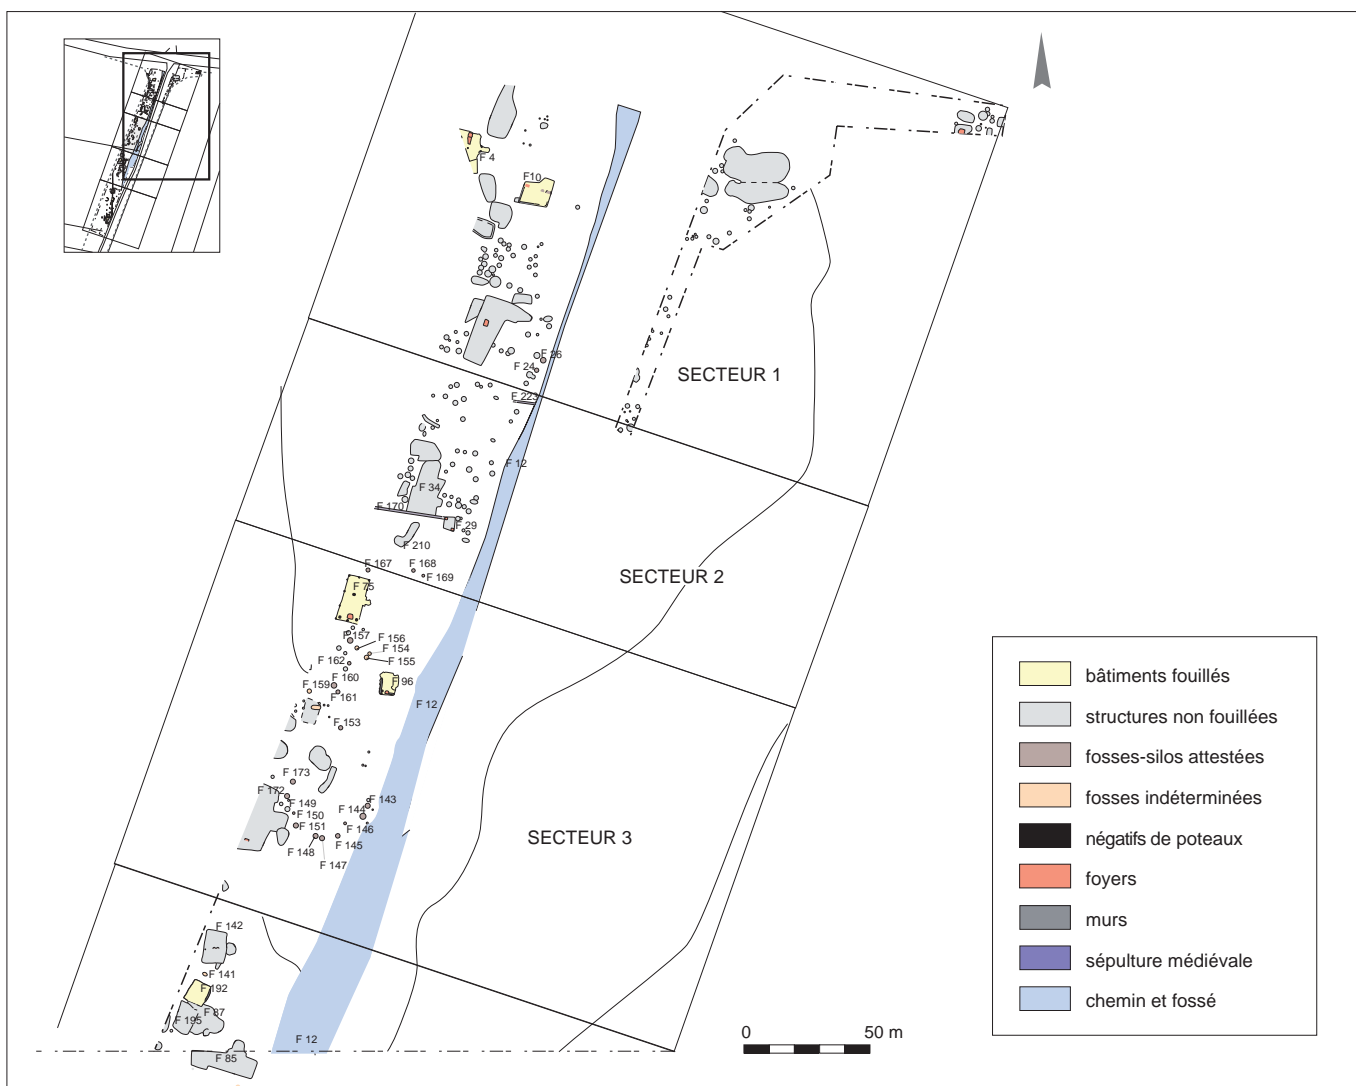 F 4
F10
F 26
F 24
SECTEUR 1
F 223
F 12
F 34
F 170
F 29
F 210
F 167
F 168
F 169
SECTEUR 2
F 75
F 157
F 156
F 154
F 155
F 162
F 160
F 159
F 96
F 161
F 12
F 153
F 173
F 172
F 149
F 143
F 144
F 150
F 151
F 146
F 148
F 145
F 147
SECTEUR 3
F 142
F 141
F 192
F 87
F 195
F 12
F 85
0 50 m
bâtiments fouillés
structures non fouillées
fosses-silos attestées
fosses indéterminées
négatifs de poteaux
foyers
murs
sépulture médiévale
chemin et fossé